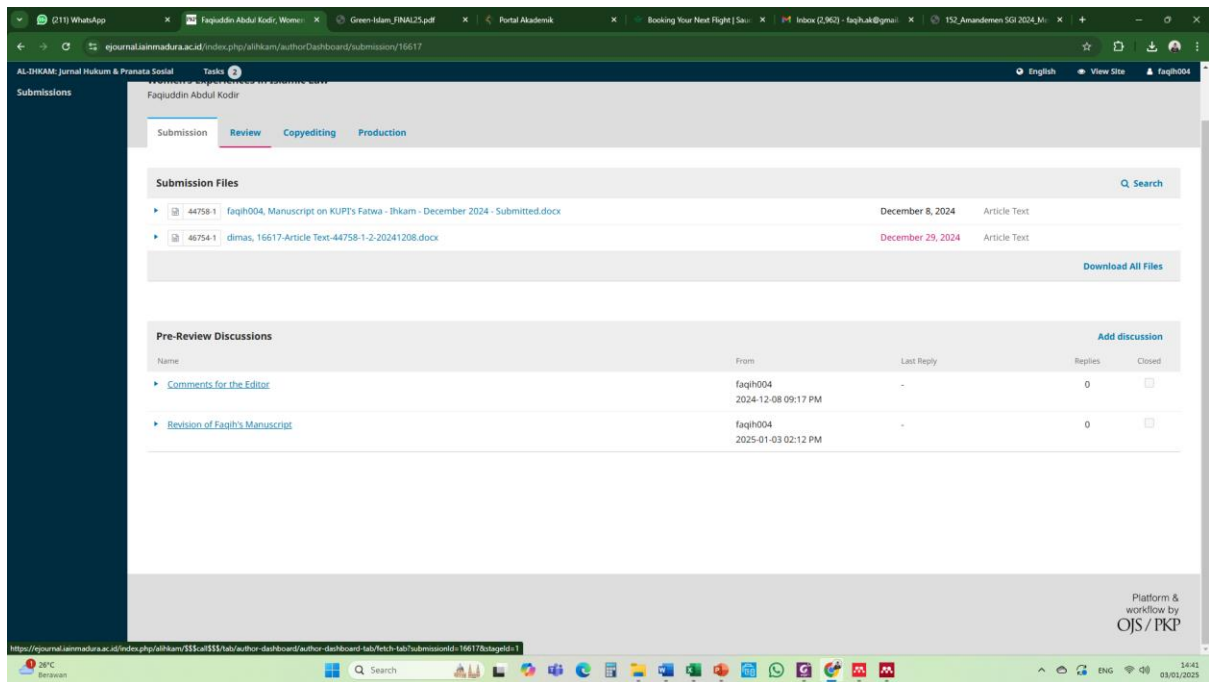 (211) WhatsApp
Faqiuddin Abdul Kodir, Women
Green-Islam_FINAL25.pdf
Portal Akademik
Booking Your Next Flight | Sau
Inbox (2,962) - faqih.ak@gmail.
152_Amandemen SGI 2024_M
ejournal.iainmadura.ac.id/index.php/alihkam/authorDashboard/submission/16617
AL-IHKAM: Jurnal Hukum & Pranata Sosial Tasks 2 English View Site faqih004
Submissions
Women's Experiences in Islamic Law
Faqiuddin Abdul Kodir
Submission Review Copyediting Production
Submission Files Search
44758-1 faqih004, Manuscript on KUPI's Fatwa - Ihkam - December 2024 - Submitted.docx December 8, 2024 Article Text
46754-1 dimas, 16617-Article Text-44758-1-2-20241208.docx December 29, 2024 Article Text
Download All Files
Pre-Review Discussions Add discussion
Name From Last Reply Replies Closed
Comments for the Editor faqih004 - 0
2024-12-08 09:17 PM
Revision of Faqih's Manuscript faqih004 - 0
2025-01-03 02:12 PM
Platform &
workflow by
OJS / PKP
https://ejournal.iainmadura.ac.id/index.php/alihkam/$$$call$$$/tab/author-dashboard/author-dashboard-tab/fetch-tab?submissionId=16617&stageId=1
1 26°C
Berawan
Search
ENG
14:41
03/01/2025